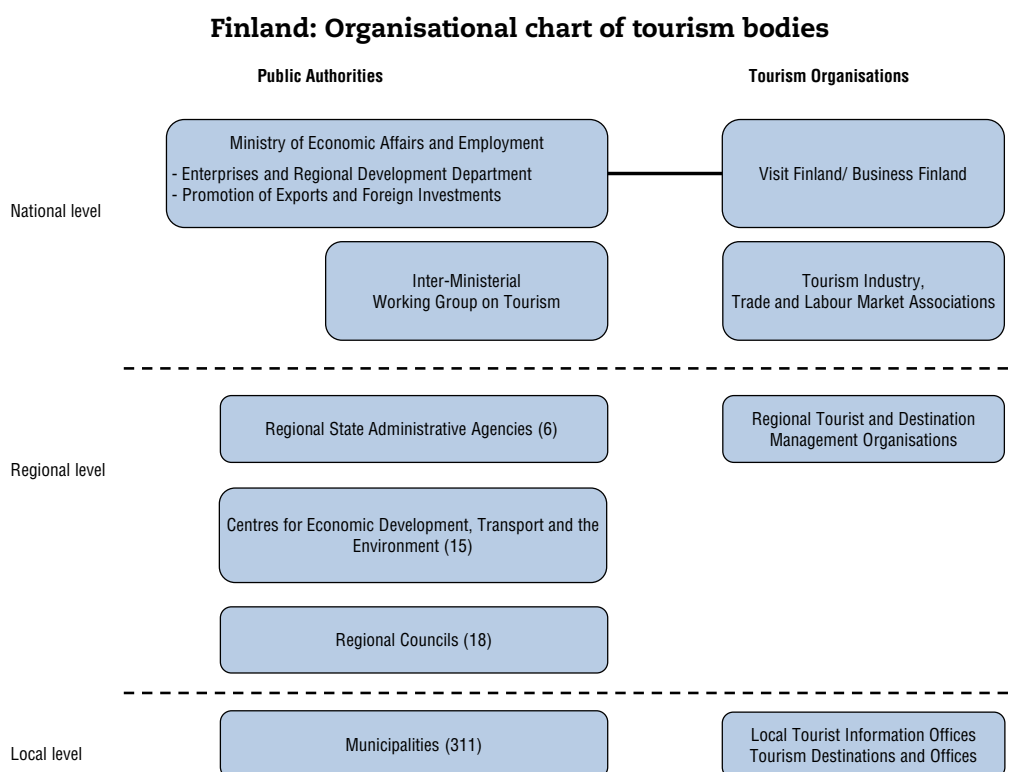 Finland: Organisational chart of tourism bodies
Public Authorities
Tourism Organisations
National level
Ministry of Economic Affairs and Employment
- Enterprises and Regional Development Department
- Promotion of Exports and Foreign Investments
Visit Finland/ Business Finland
Inter-Ministerial
Working Group on Tourism
Tourism Industry,
Trade and Labour Market Associations
Regional level
Regional State Administrative Agencies (6)
Regional Tourist and Destination
Management Organisations
Centres for Economic Development, Transport and the
Environment (15)
Regional Councils (18)
Local level
Municipalities (311)
Local Tourist Information Offices
Tourism Destinations and Offices